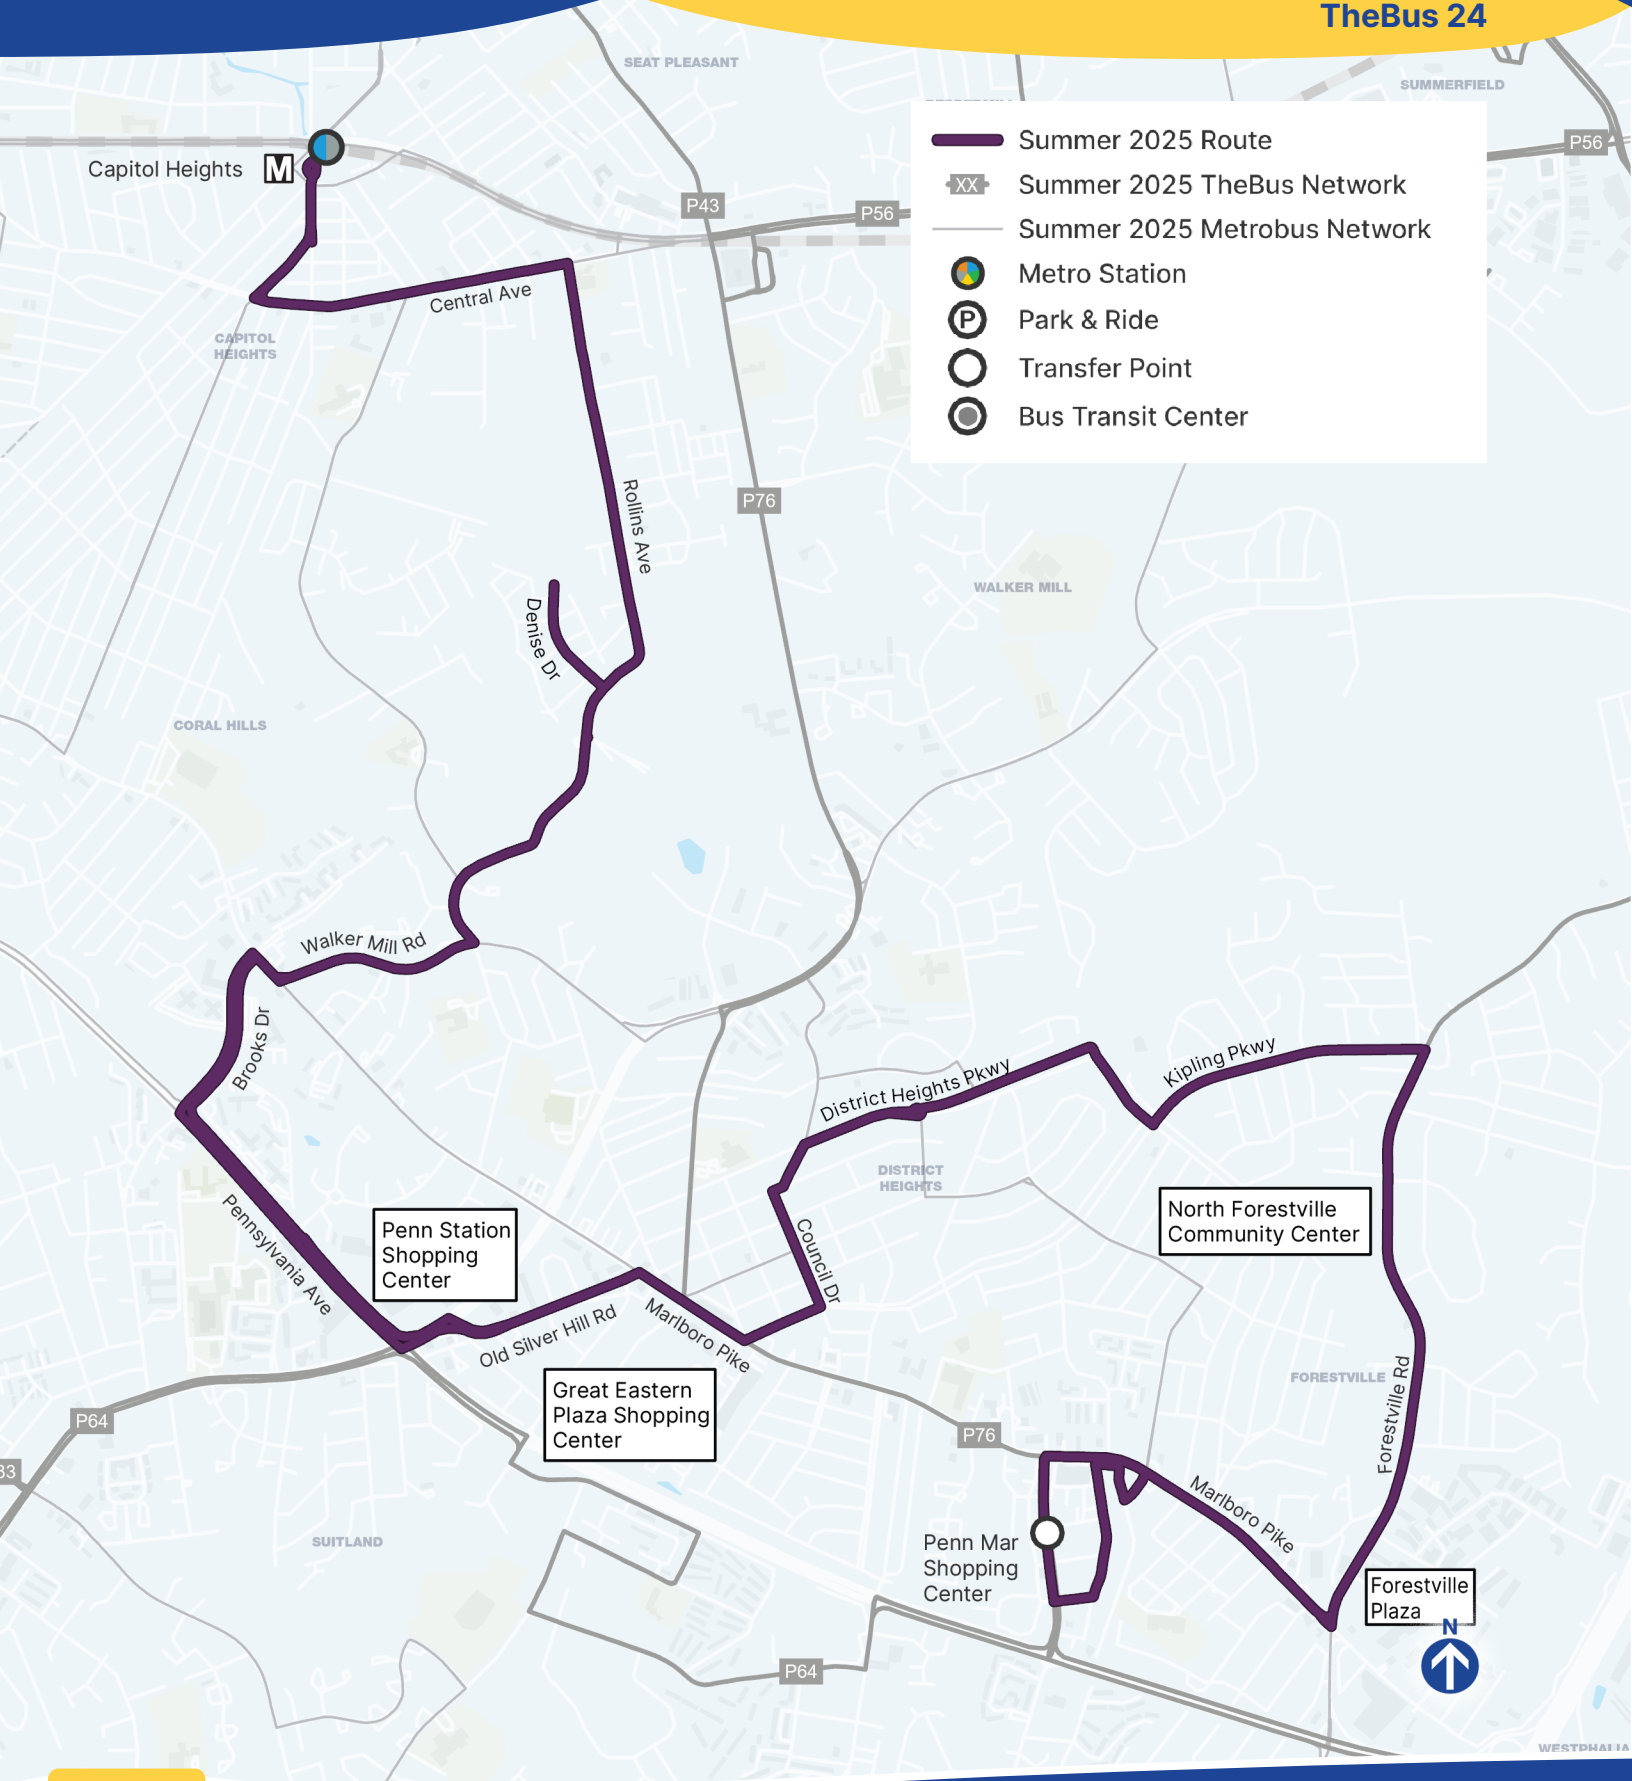 TheBus 24
SEAT PLEASANT
SUMMERFIELD
Summer 2025 Route
XX
Summer 2025 TheBus Network
Summer 2025 Metrobus Network
Metro Station
P
Park & Ride
Transfer Point
Bus Transit Center
P56
Capitol Heights
M
P43
P56
Central Ave
CAPITOL
HEIGHTS
Rollins Ave
P76
WALKER MILL
Denise Dr
CORAL HILLS
Walker Mill Rd
Brooks Dr
District Heights Pkwy
Kipling Pkwy
DISTRICT
HEIGHTS
North Forestville
Community Center
Pennsylvania Ave
Penn Station
Shopping
Center
Council Dr
Old Silver Hill Rd
Marlboro Pike
Great Eastern
Plaza Shopping
Center
FORESTVILLE
Forestville Rd
P64
P76
33
Marlboro Pike
SUITLAND
Penn Mar
Shopping
Center
Forestville
Plaza
N
P64
WESTPHALIA